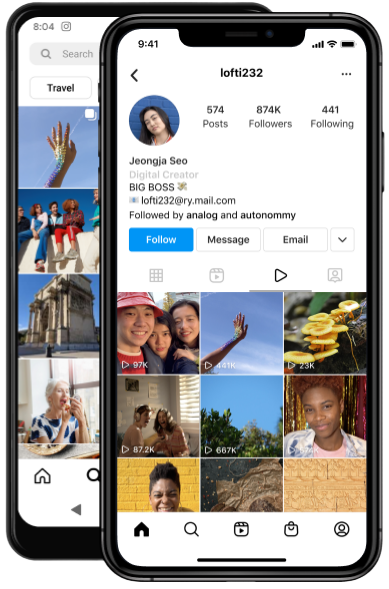 8:04
Search
Travel
9:41
lofti232
574
874K
441
Posts
Followers
Following
Jeongja Seo
Digital Creator
BIG BOSS
lofti232@ry.mail.com
Followed by analog and autonommy
Follow
Message
Email
97K
441K
23K
87.2K
667K